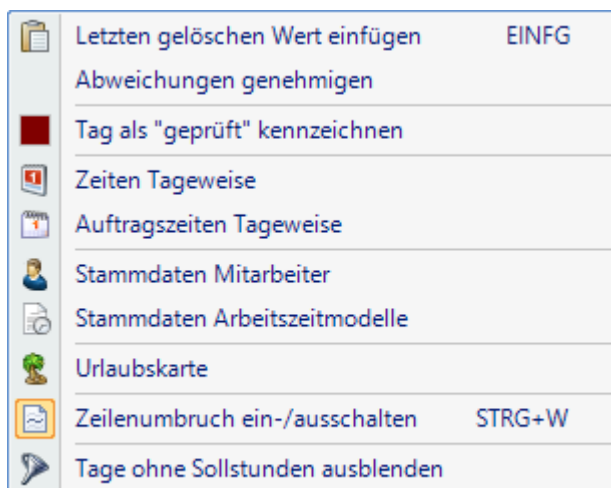 Letzten gelöschen Wert einfügen EINFG
Abweichungen genehmigen
Tag als "geprüft" kennzeichnen
Zeiten Tageweise
Auftragszeiten Tageweise
Stammdaten Mitarbeiter
Stammdaten Arbeitszeitmodelle
Urlaubskarte
Zeilenumbruch ein-/ausschalten STRG+W
Tage ohne Sollstunden ausblenden